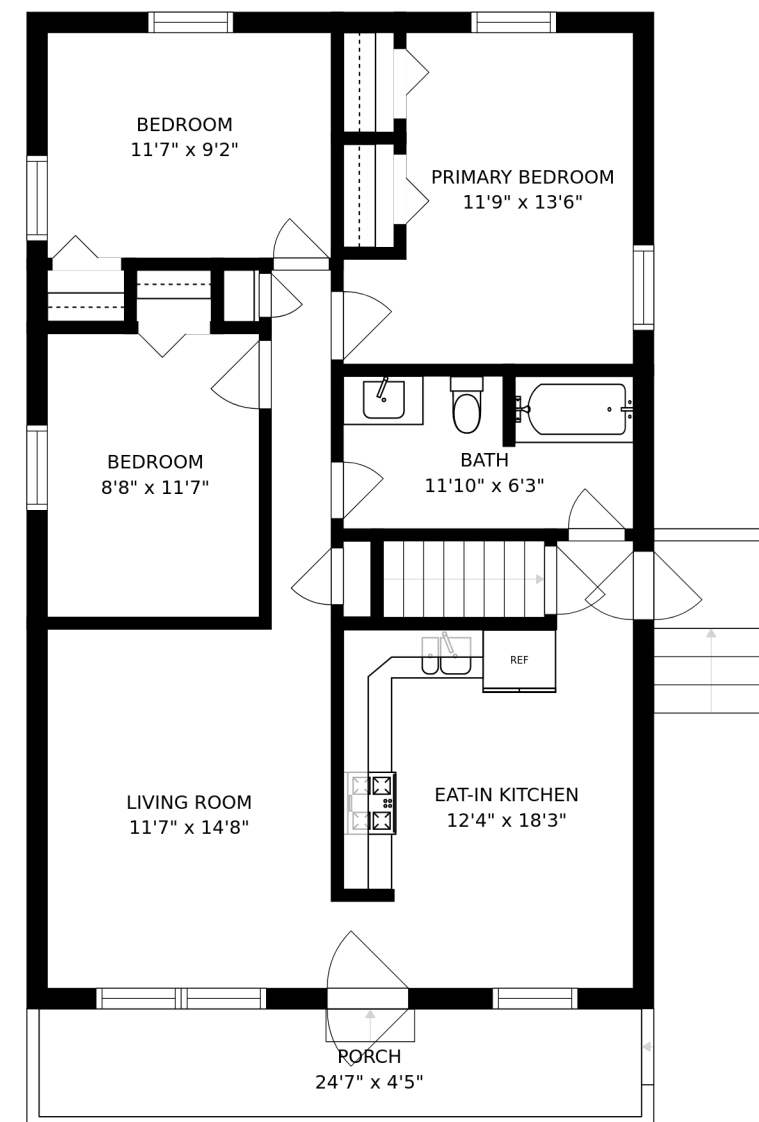 BEDROOM
11'7" x 9'2"
PRIMARY BEDROOM
11'9" x 13'6"
BEDROOM
8'8" x 11'7"
BATH
11'10" x 6'3"
REF
LIVING ROOM
11'7" x 14'8"
EAT-IN KITCHEN
12'4" x 18'3"
PORCH
24'7" x 4'5"